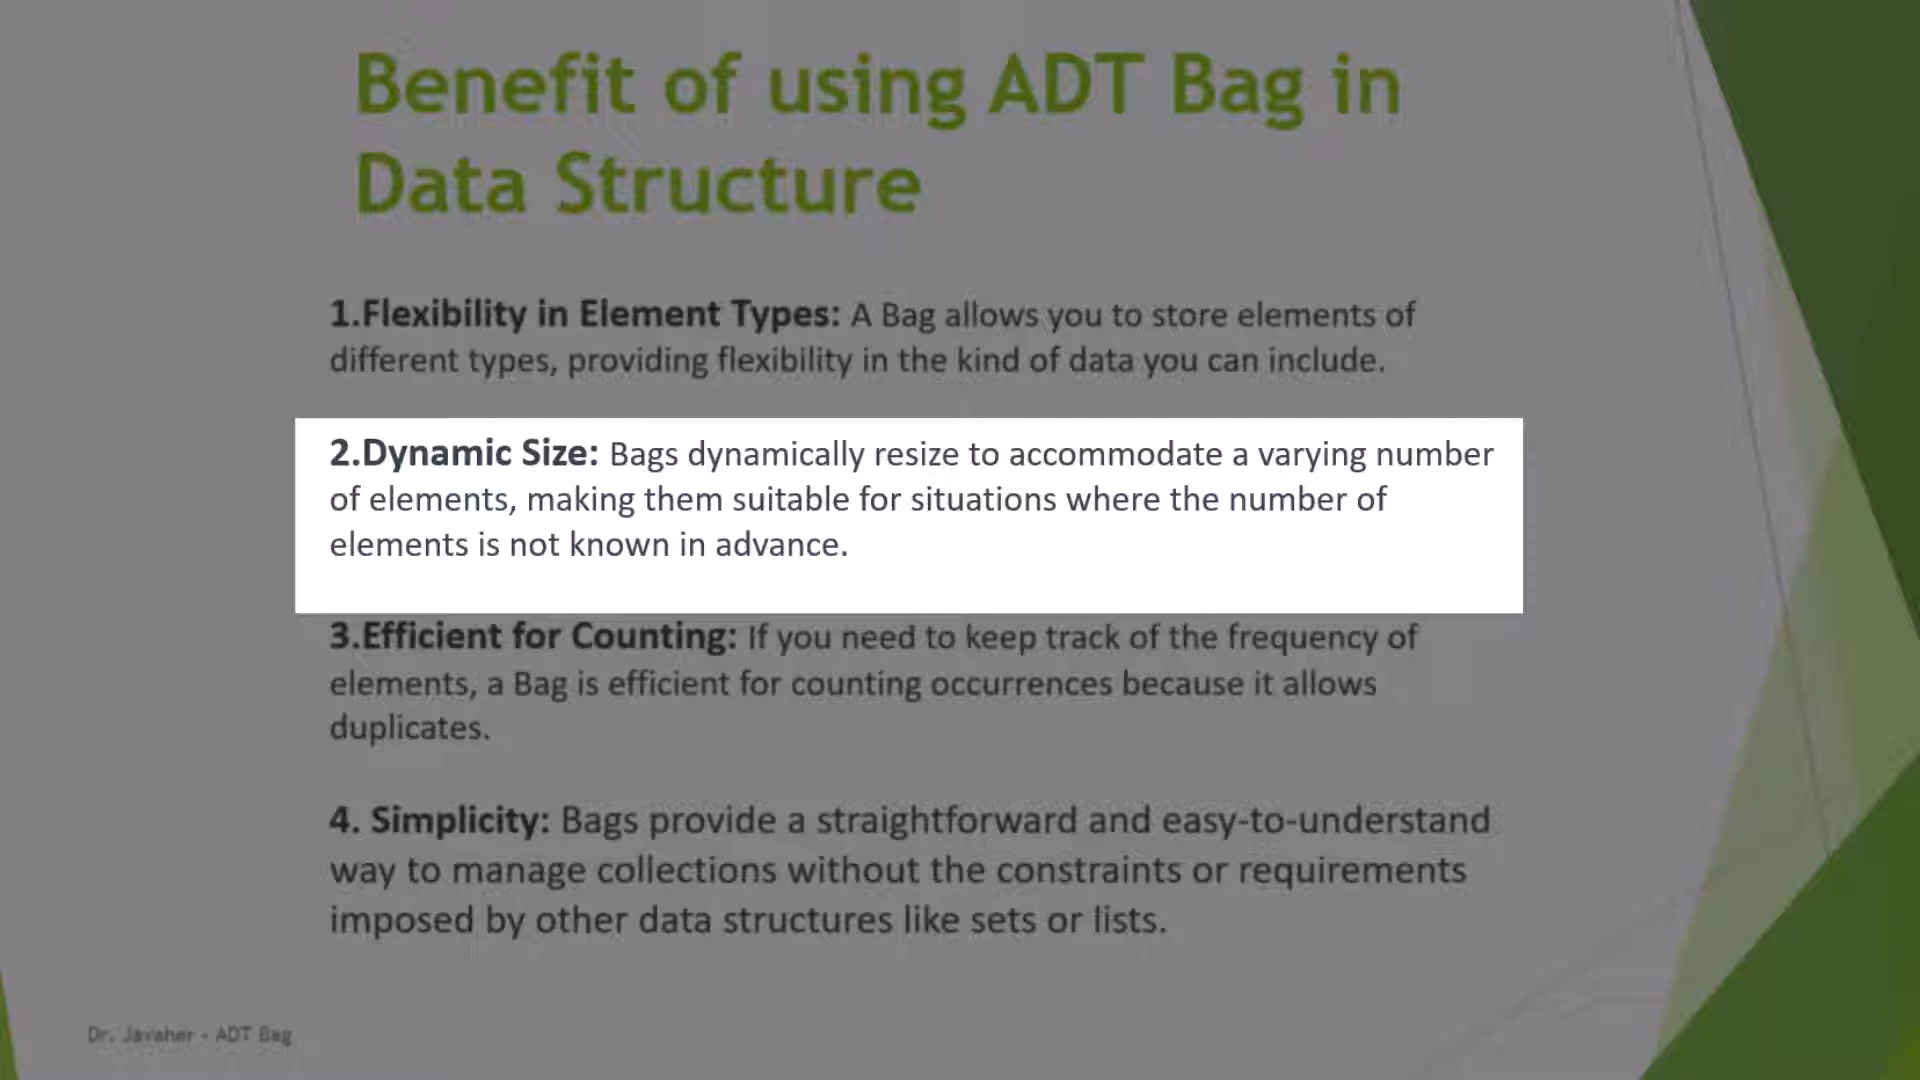 Benefit of using ADT Bag in
Data Structure
1.Flexibility in Element Types: A Bag allows you to store elements of
different types, providing flexibility in the kind of data you can include.
2.Dynamic Size: Bags dynamically resize to accommodate a varying number
of elements, making them suitable for situations where the number of
elements is not known in advance.
3.Efficient for Counting: If you need to keep track of the frequency of
elements, a Bag is efficient for counting occurrences because it allows
duplicates.
4. Simplicity: Bags provide a straightforward and easy-to-understand
way to manage collections without the constraints or requirements
imposed by other data structures like sets or lists.
Dr. Javaher - ADT Bag